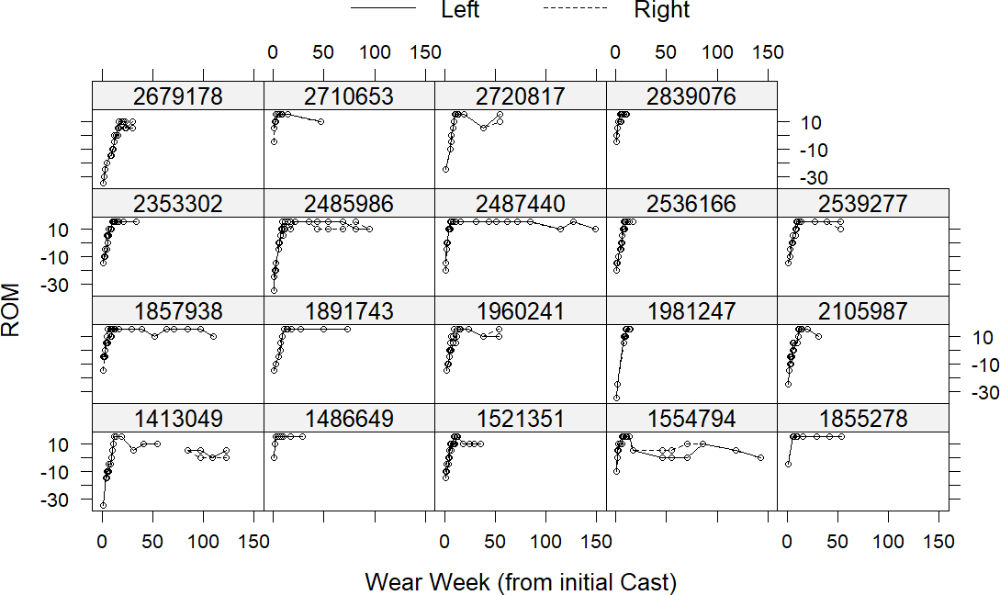 Left Right
0 50 100 150 0 50 100 150
2679178 2710653 2720817 2839076
10
-10
-30
2353302 2485986 2487440 2536166 2539277
10
-10
-30
ROM
1857938 1891743 1960241 1981247 2105987
10
-10
-30
1413049 1486649 1521351 1554794 1855278
10
-10
-30
0 50 100 150 0 50 100 150 0 50 100 150
Wear Week (from initial Cast)